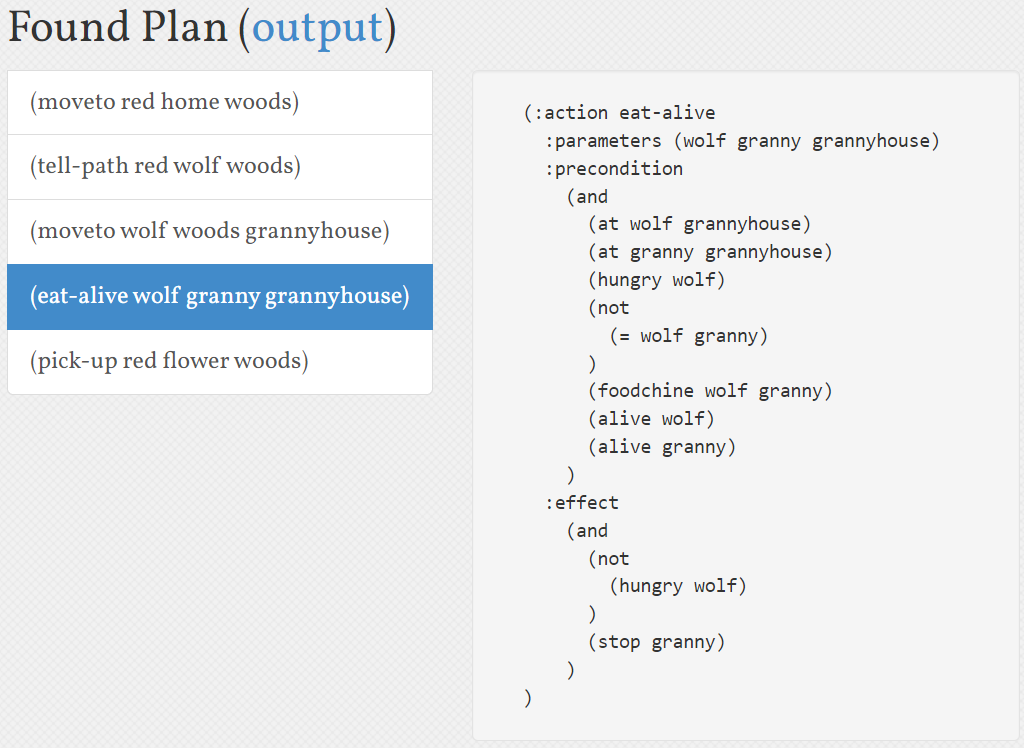 Found Plan (output)
(moveto red home woods)
(tell-path red wolf woods)
(moveto wolf woods grannyhouse)
(eat-alive wolf granny grannyhouse)
(pick-up red flower woods)
(:action eat-alive
:parameters (wolf granny grannyhouse)
:precondition
(and
(at wolf grannyhouse)
(at granny grannyhouse)
(hungry wolf)
(not
(= wolf granny)
)
(foodchine wolf granny)
(alive wolf)
(alive granny)
)
:effect
(and
(not
(hungry wolf)
)
(stop granny)
)
)